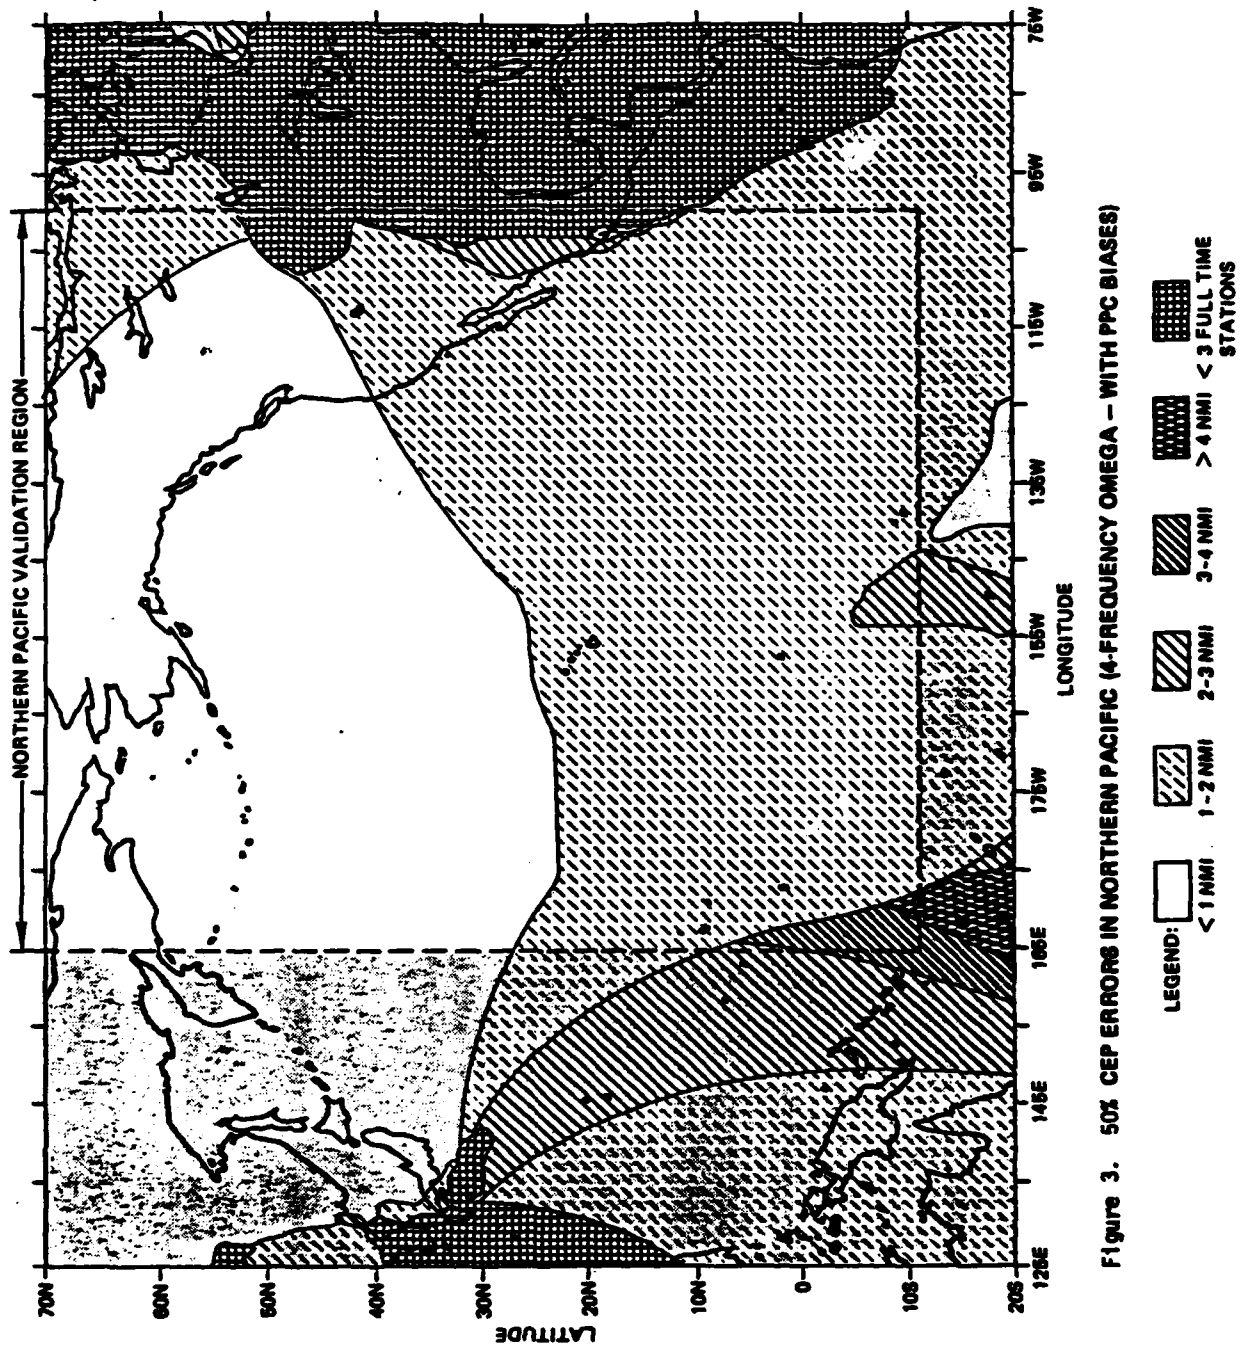 NORTHERN PACIFIC VALIDATION REGION
LATITUDE
70N
60N
50N
40N
30N
20N
10N
0
10S
20S
125E
145E
165E
175W
155W
135W
115W
95W
75W
LONGITUDE
Figure 3. 50% CEP ERRORS IN NORTHERN PACIFIC (4-FREQUENCY OMEGA – WITH PPC BIASES)
LEGEND:
< 1 NMI
1-2 NMI
2-3 NMI
3-4 NMI
> 4 NMI
< 3 FULL TIME
STATIONS